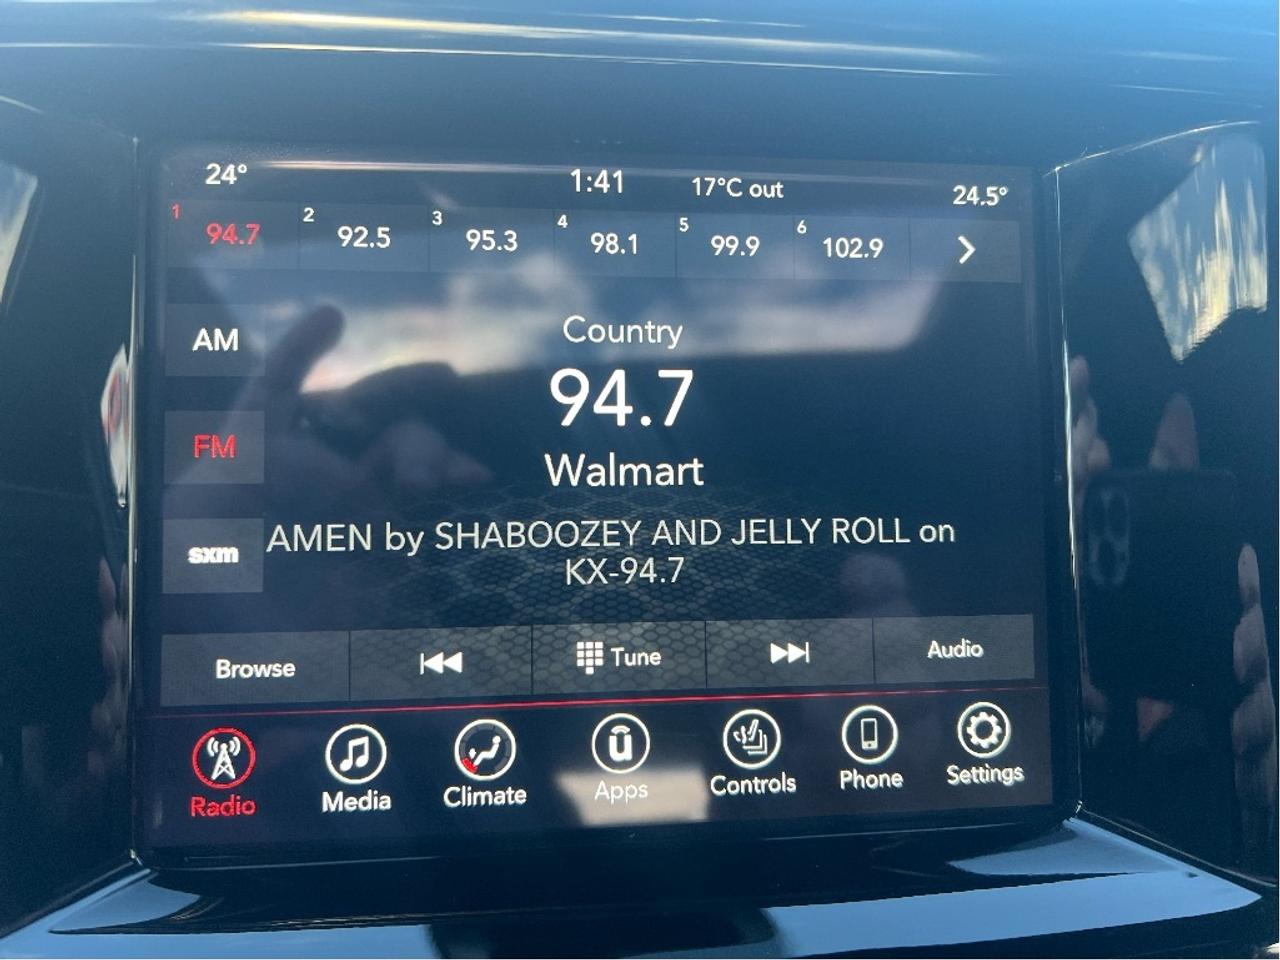 24° 1:41 17°C out 24.5°
1 94.7 2 92.5 3 95.3 4 98.1 5 99.9 6 102.9
AM
Country
94.7
FM
Walmart
sxm
AMEN by SHABOOZEY AND JELLY ROLL on
KX-94.7
Browse Tune Audio
Radio Media Climate Apps Controls Phone Settings